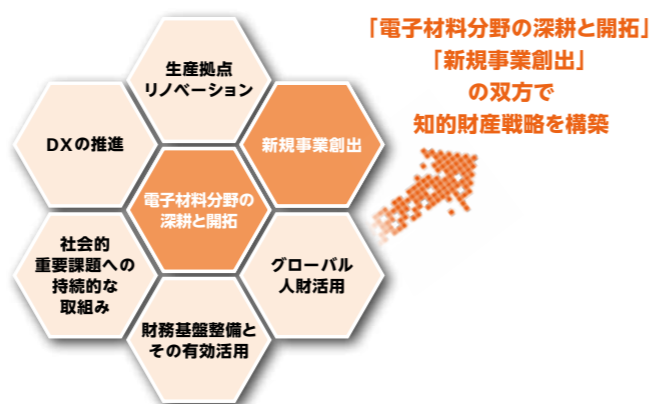 「電子材料分野の深耕と開拓」
「新規事業創出」
の双方で
知的財産戦略を構築
生産拠点
リノベーション
DXの推進
新規事業創出
電子材料分野の
深耕と開拓
社会的
重要課題への
持続的な
取組み
グローバル
人財活用
財務基盤整備と
その有効活用